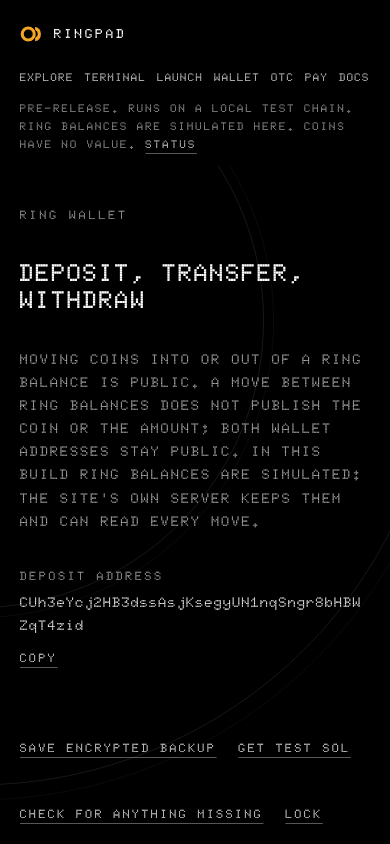 RINGPAD
EXPLORE TERMINAL LAUNCH WALLET OTC PAY DOCS
PRE-RELEASE. RUNS ON A LOCAL TEST CHAIN.
RING BALANCES ARE SIMULATED HERE. COINS
HAVE NO VALUE. STATUS
RING WALLET
DEPOSIT, TRANSFER,
WITHDRAW
MOVING COINS INTO OR OUT OF A RING
BALANCE IS PUBLIC. A MOVE BETWEEN
RING BALANCES DOES NOT PUBLISH THE
COIN OR THE AMOUNT; BOTH WALLET
ADDRESSES STAY PUBLIC. IN THIS
BUILD RING BALANCES ARE SIMULATED:
THE SITE'S OWN SERVER KEEPS THEM
AND CAN READ EVERY MOVE.
DEPOSIT ADDRESS
CUh3eYcj2HB3dssAsjKsegyUN1nqSngr8bHBW
ZqT4zid
COPY
SAVE ENCRYPTED BACKUP GET TEST SOL
CHECK FOR ANYTHING MISSING LOCK